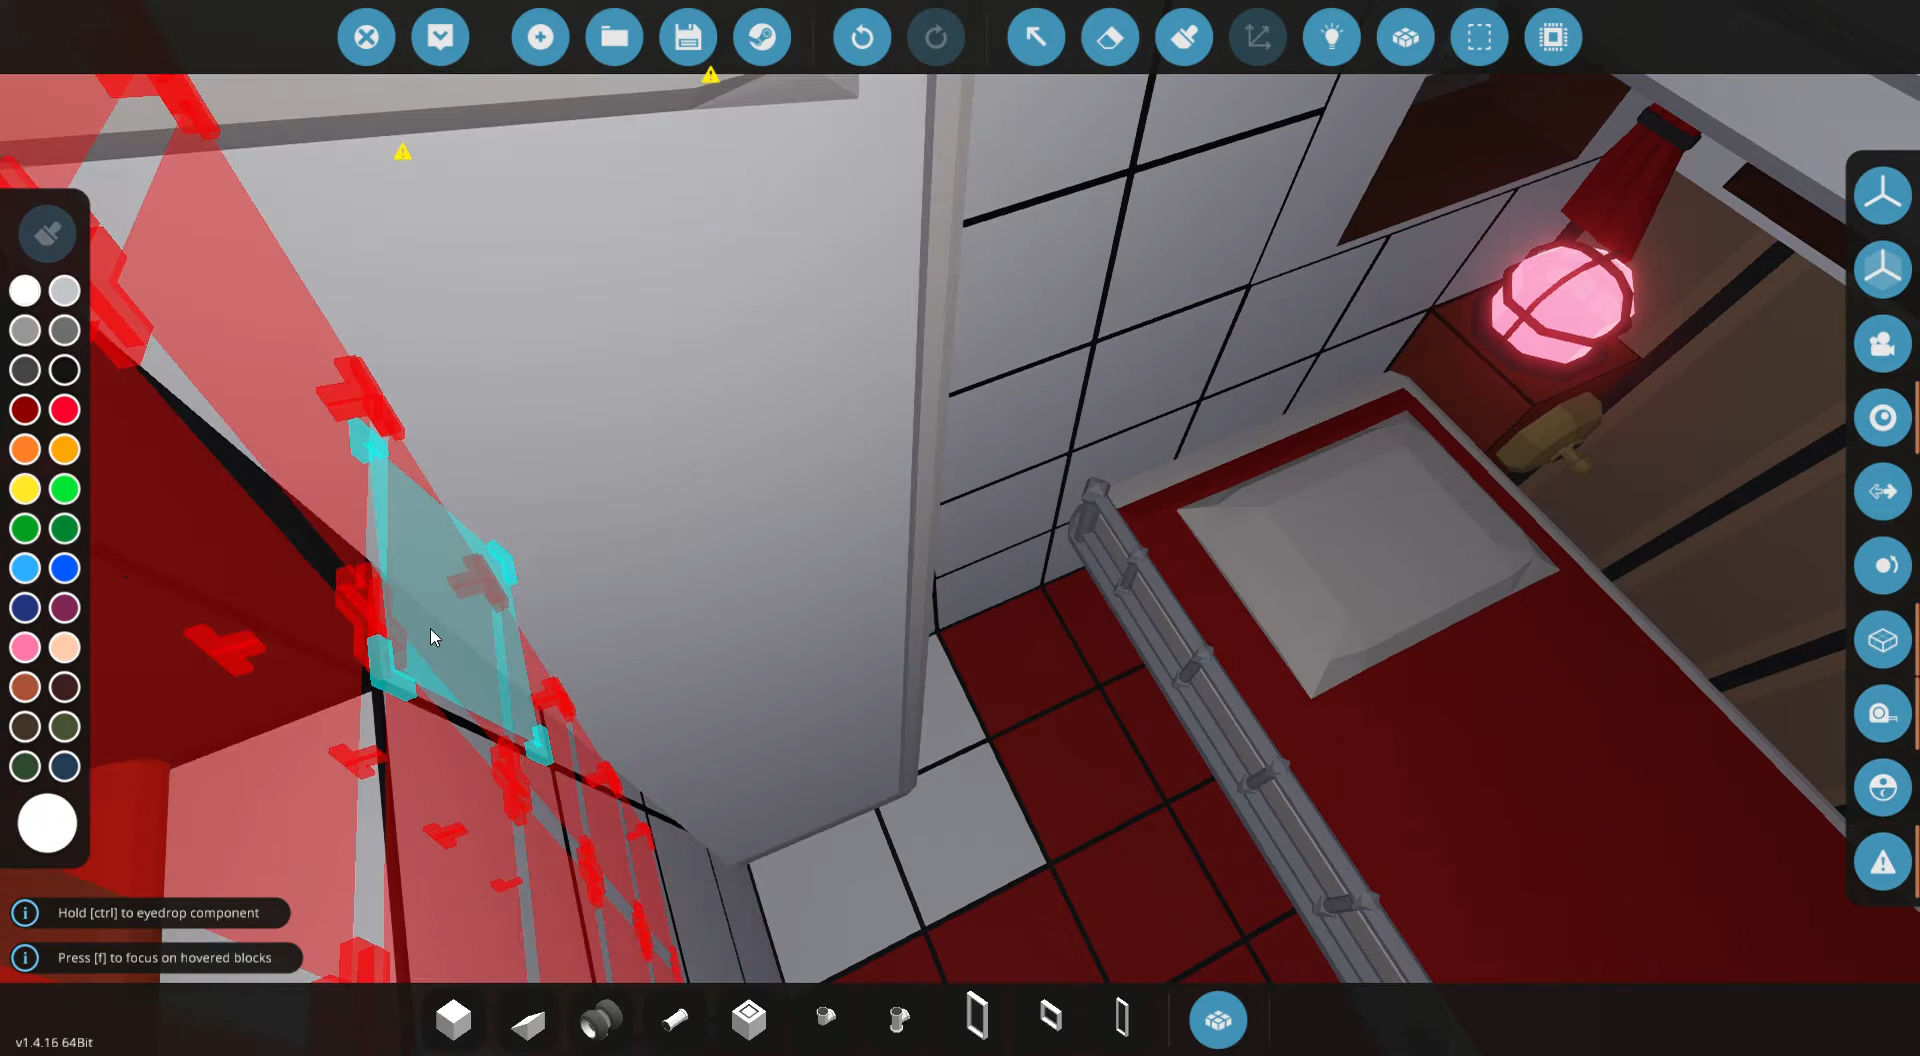 Hold [ctrl] to eyedrop component
Press [f] to focus on hovered blocks
v1.4.16 64Bit